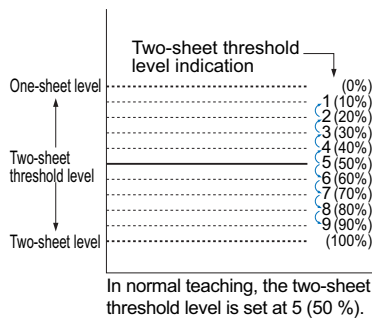 Two-sheet threshold
level indication
One-sheet level
(0%)
1 (10%)
2 (20%)
3 (30%)
4 (40%)
Two-sheet
threshold level
5 (50%)
6 (60%)
7 (70%)
8 (80%)
9 (90%)
Two-sheet level
(100%)
In normal teaching, the two-sheet
threshold level is set at 5 (50 %).